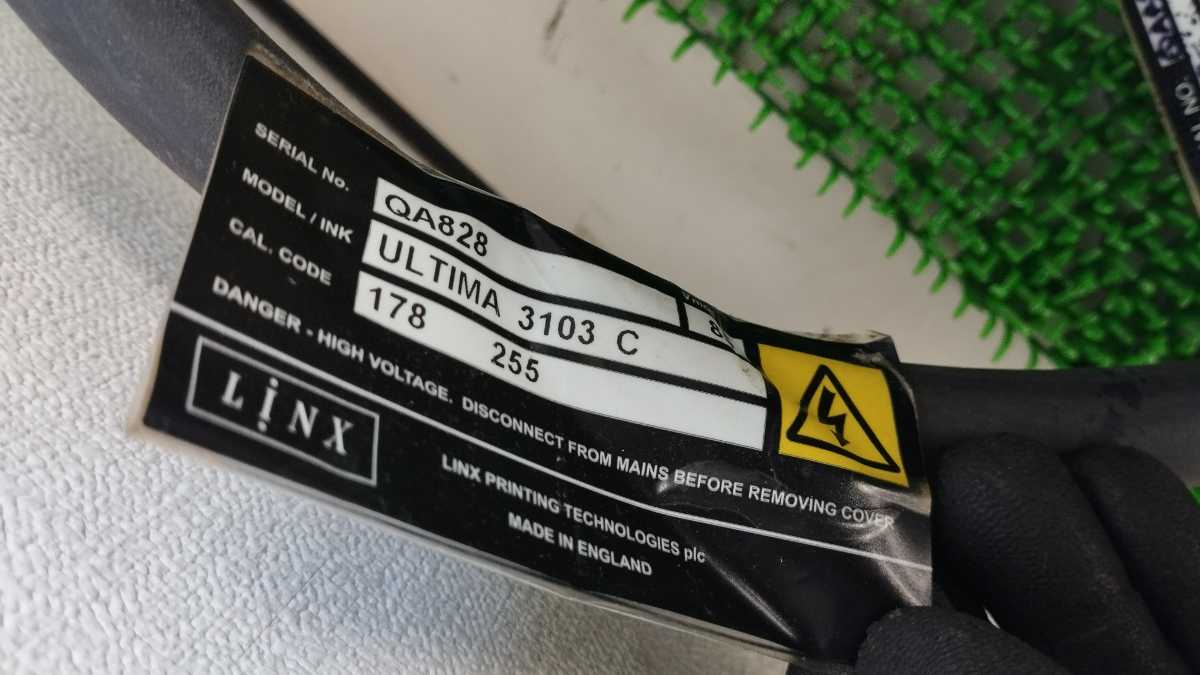 SERIAL No. QA828
MODEL / INK ULTIMA 3103 C
CAL. CODE 178 255
DANGER - HIGH VOLTAGE. DISCONNECT FROM MAINS BEFORE REMOVING COVER
LiNX
LINX PRINTING TECHNOLOGIES plc
MADE IN ENGLAND
NO.